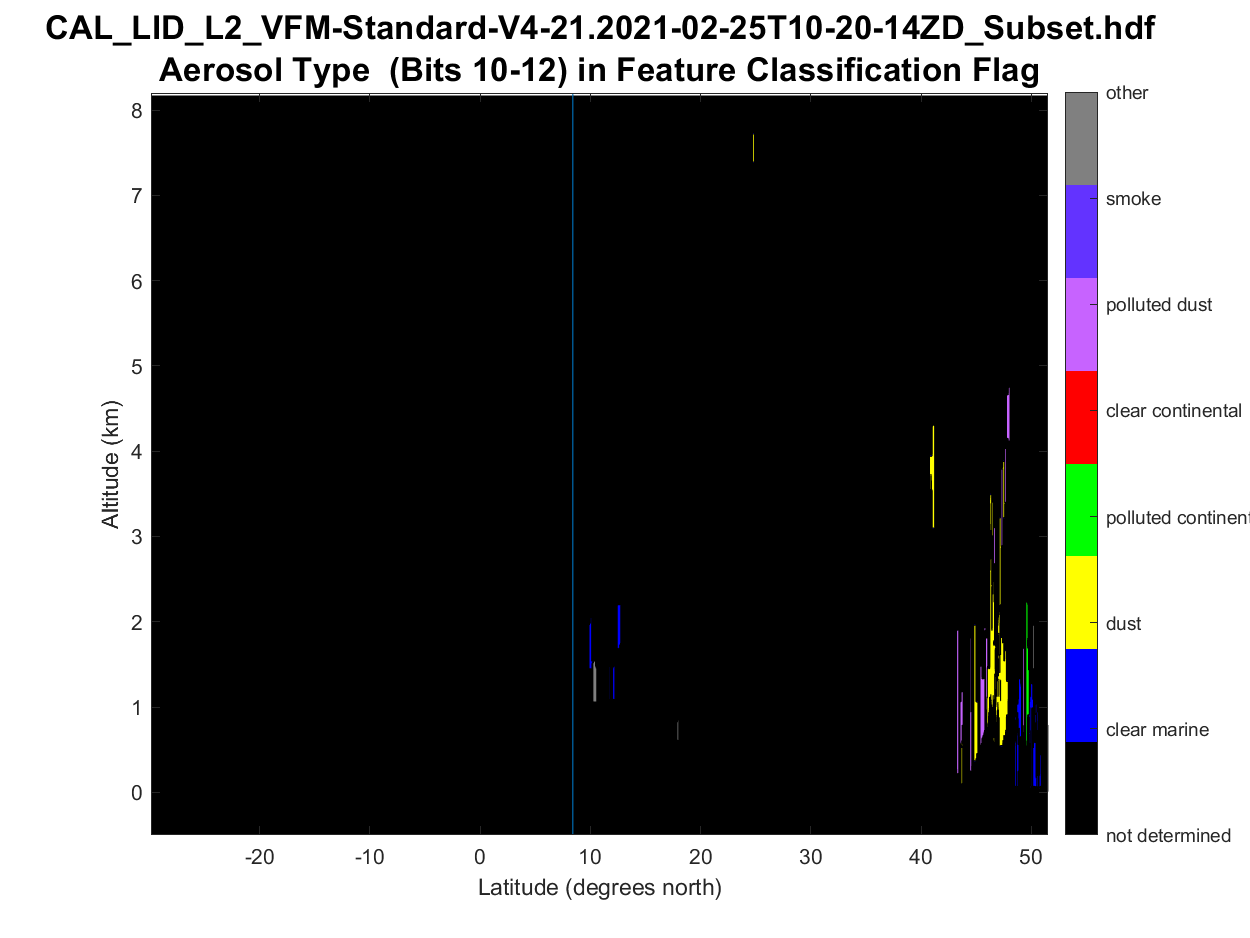 CAL_LID_L2_VFM-Standard-V4-21.2021-02-25T10-20-14ZD_Subset.hdf
Aerosol Type  (Bits 10-12) in Feature Classification Flag
8
7
6
5
4
3
2
1
0
Altitude (km)
-20
-10
0
10
20
30
40
50
Latitude (degrees north)
other
smoke
polluted dust
clear continental
polluted continent
dust
clear marine
not determined